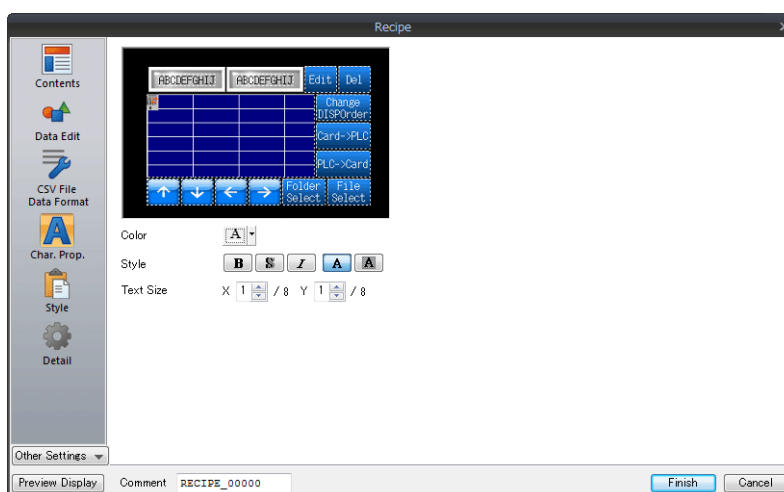 Recipe
Contents
Data Edit
CSV File
Data Format
Char. Prop.
Style
Detail
Other Settings
Preview Display
ABCDEFGHIJ ABCDEFGHIJ Edit Del
Change
DISPOrder
Card->PLC
PLC->Card
Folder
Select
File
Select
Color A
Style B S I A A
Text Size X 1 / 8 Y 1 / 8
Comment RECIPE_00000
Finish Cancel